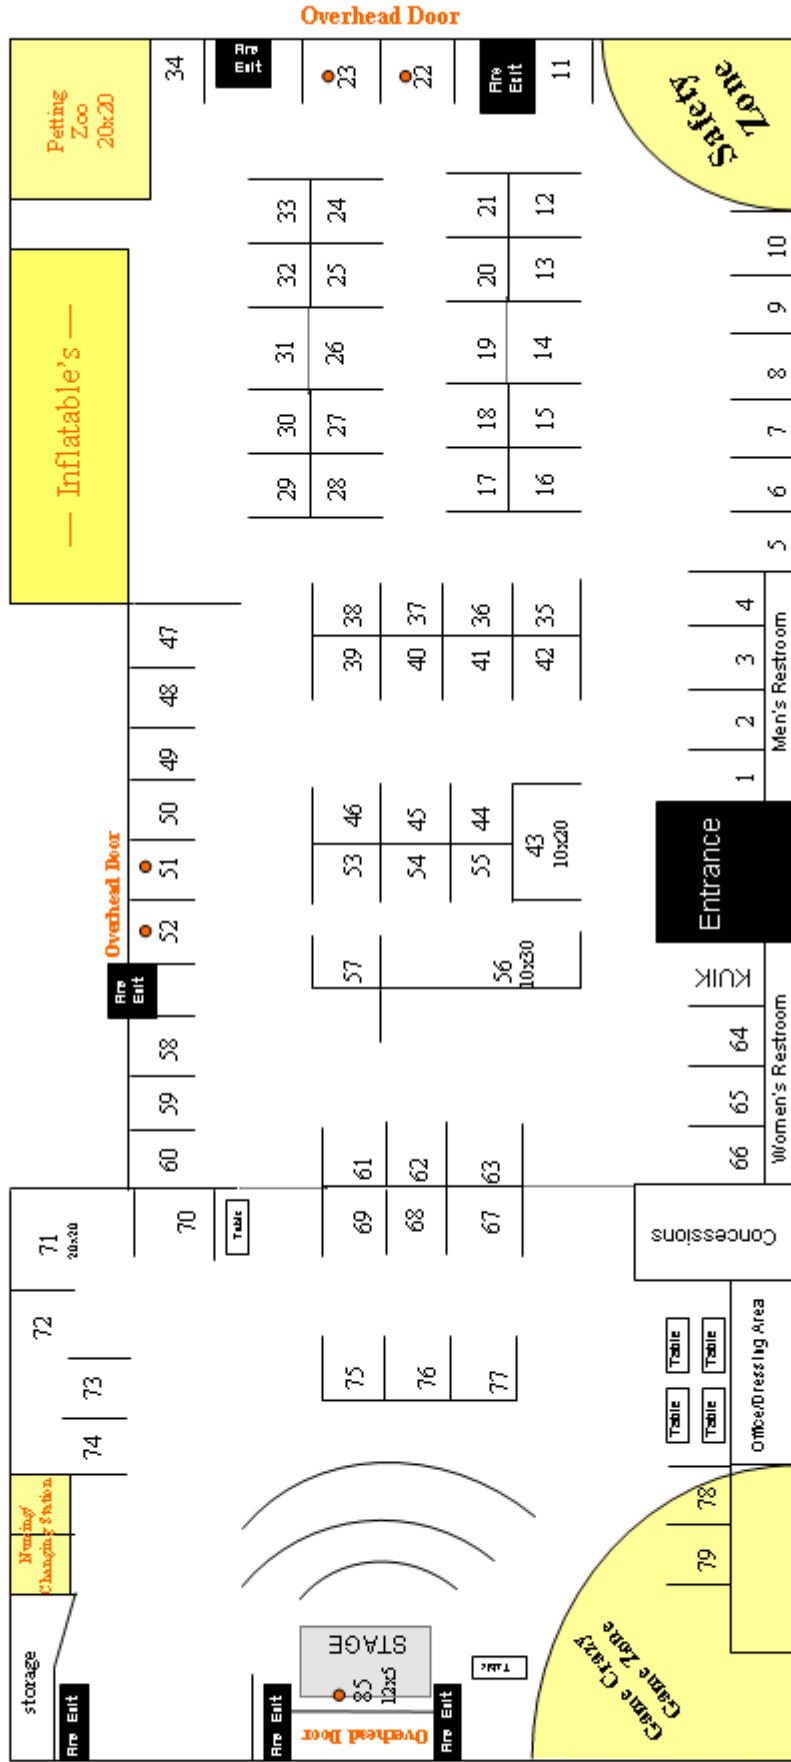 Overhead Door
Petting
Zoo
20x20
34
Fire
Exit
23
22
Fire
Exit
11
Safety
Zone
33
24
21
12
32
25
20
13
31
26
19
14
30
27
18
15
29
28
17
16
10
9
8
7
6
5
— Inflatable's —
47
48
49
50
51
52
Overhead Door
Fire
Exit
58
59
60
38
37
36
35
39
40
41
42
4
3
2
1
Men's Restroom
46
45
44
53
54
55
43
10x20
Entrance
57
56
10x30
KUIK
64
65
66
Women's Restroom
61
62
63
69
68
67
71
20x20
70
Table
Concessions
72
73
74
75
76
77
Table
Table
Table
Table
Office/Dressing Area
Nursing/
Changing Station
78
79
storage
STAGE
85
12x5
Table
Game Crazy
Game Zone
Fire Exit
Fire Exit
Overhead Door
Fire Exit